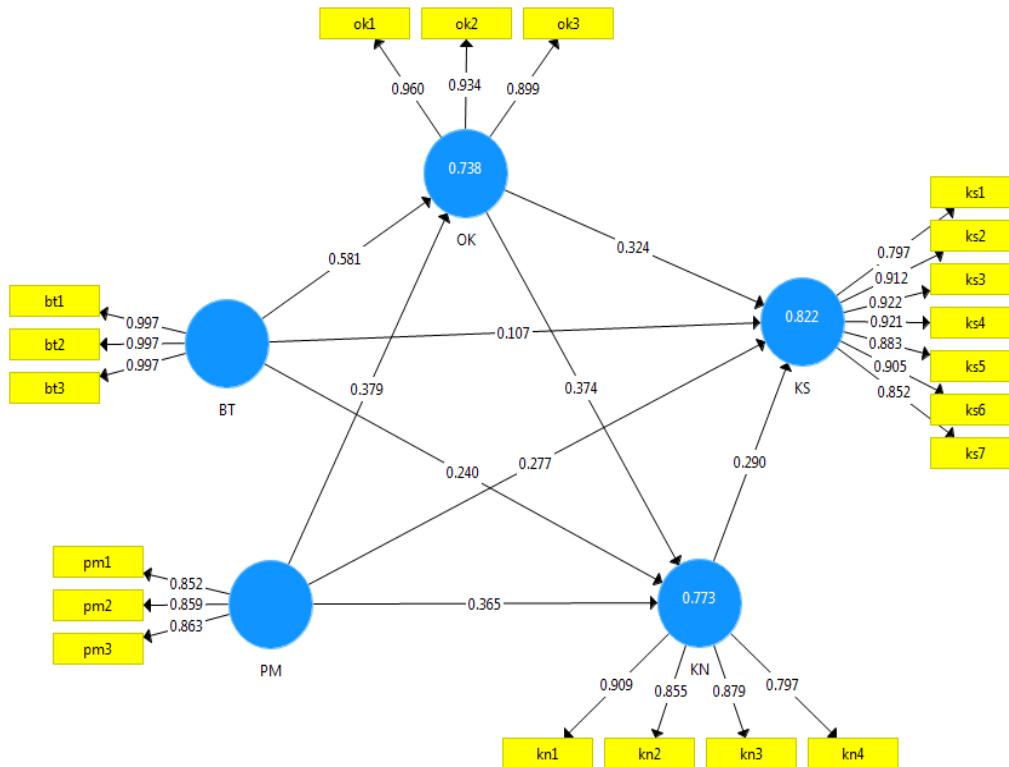 ok1 ok2 ok3
0.960 0.934 0.899
0.738
OK
ks1
ks2
ks3
ks4
ks5
ks6
ks7
0.797
0.912
0.922
0.921
0.883
0.905
0.852
0.822
KS
0.581
0.324
bt1
bt2
bt3
0.997
0.997
0.997
BT
0.107
0.379
0.374
0.240
0.277
0.290
pm1
pm2
pm3
0.852
0.859
0.863
PM
0.365
0.773
KN
0.909 0.855 0.879 0.797
kn1 kn2 kn3 kn4